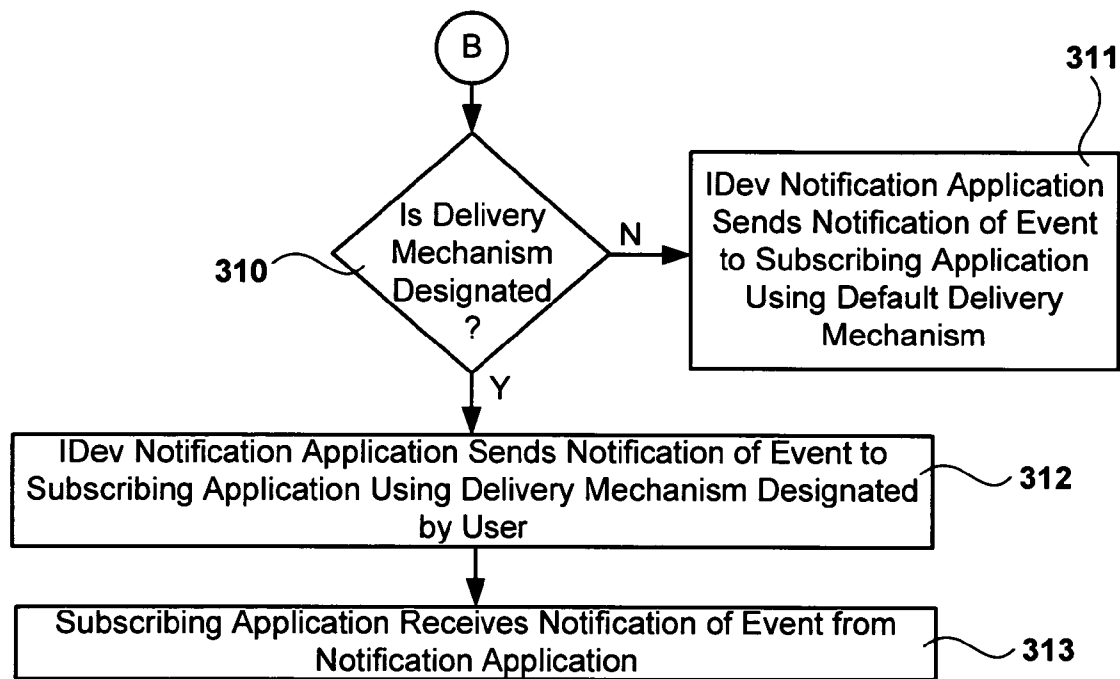 B
311
IDev Notification Application
Sends Notification of Event
to Subscribing Application
Using Default Delivery
Mechanism
Is Delivery
Mechanism
Designated
?
N
310
Y
IDev Notification Application Sends Notification of Event to
Subscribing Application Using Delivery Mechanism Designated
by User
312
Subscribing Application Receives Notification of Event from
Notification Application
313